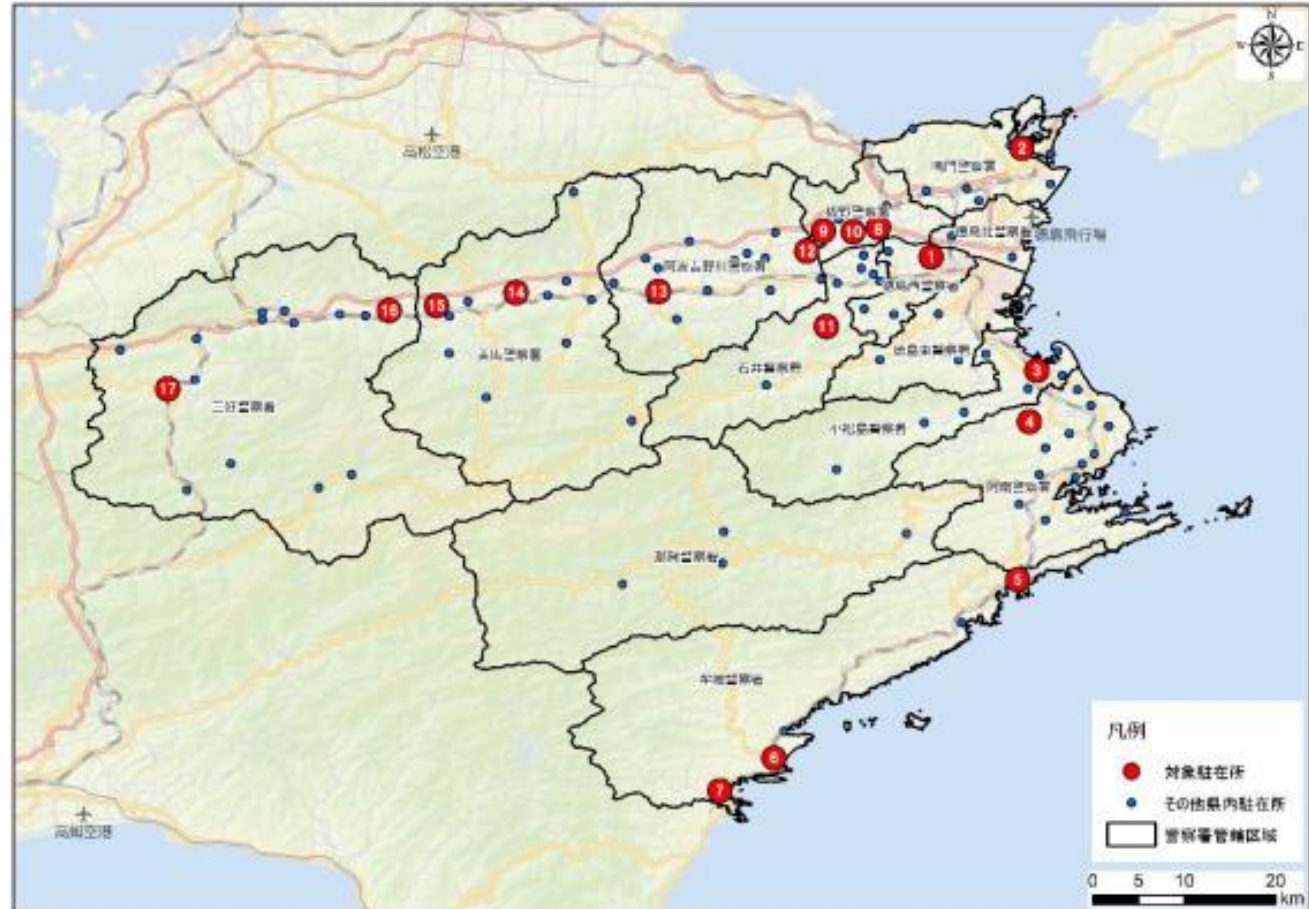 N
W
E
S
高松空港
2
鳴門警察署
板野警察署
9
10
8
徳島北警察署
徳島飛行場
12
1
阿波吉野川警察署
徳島西警察署
13
14
15
16
11
美馬警察署
徳島東警察署
石井警察署
3
17
三好警察署
4
小松島警察署
阿南警察署
那賀警察署
5
牟岐警察署
6
7
高知空港
凡例
対象駐在所
その他県内駐在所
警察署管轄区域
0 5 10 20
km